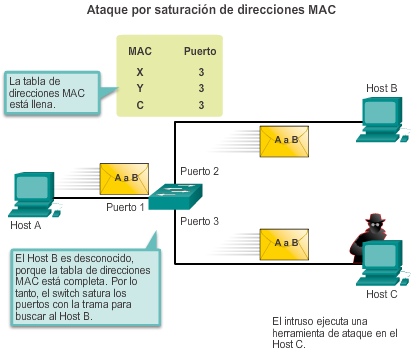 Ataque por saturación de direcciones MAC
MAC Puerto
X 3
Y 3
C 3
La tabla de
direcciones MAC
está llena.
Host B
A a B
Puerto 2
A a B
Puerto 1
Host A
Puerto 3
A a B
El Host B es desconocido,
porque la tabla de direcciones
MAC está completa. Por lo
tanto, el switch satura los
puertos con la trama para
buscar al Host B.
Host C
El intruso ejecuta una
herramienta de ataque en el
Host C.